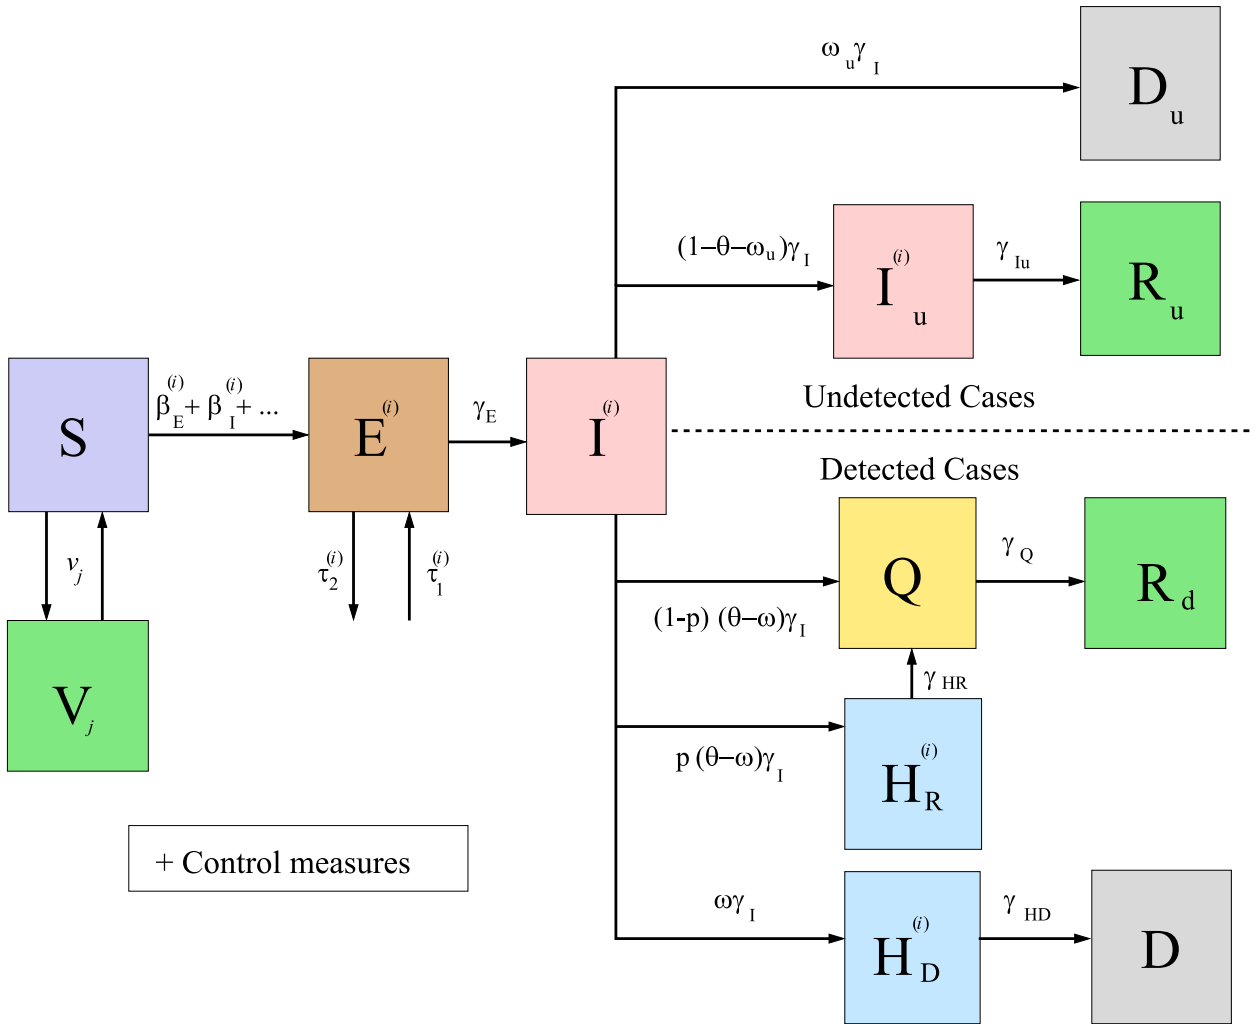 ω_u γ_I
D_u
(1−θ−ω_u)γ_I
I_u^(i)
γ_Iu
R_u
S
β_E^(i) + β_I^(i) + ...
E^(i)
γ_E
I^(i)
Undetected Cases
Detected Cases
v_j
τ_2^(i)
τ_1^(i)
(1-p) (θ−ω)γ_I
Q
γ_Q
R_d
V_j
γ_HR
p (θ−ω)γ_I
H_R^(i)
+ Control measures
ωγ_I
H_D^(i)
γ_HD
D